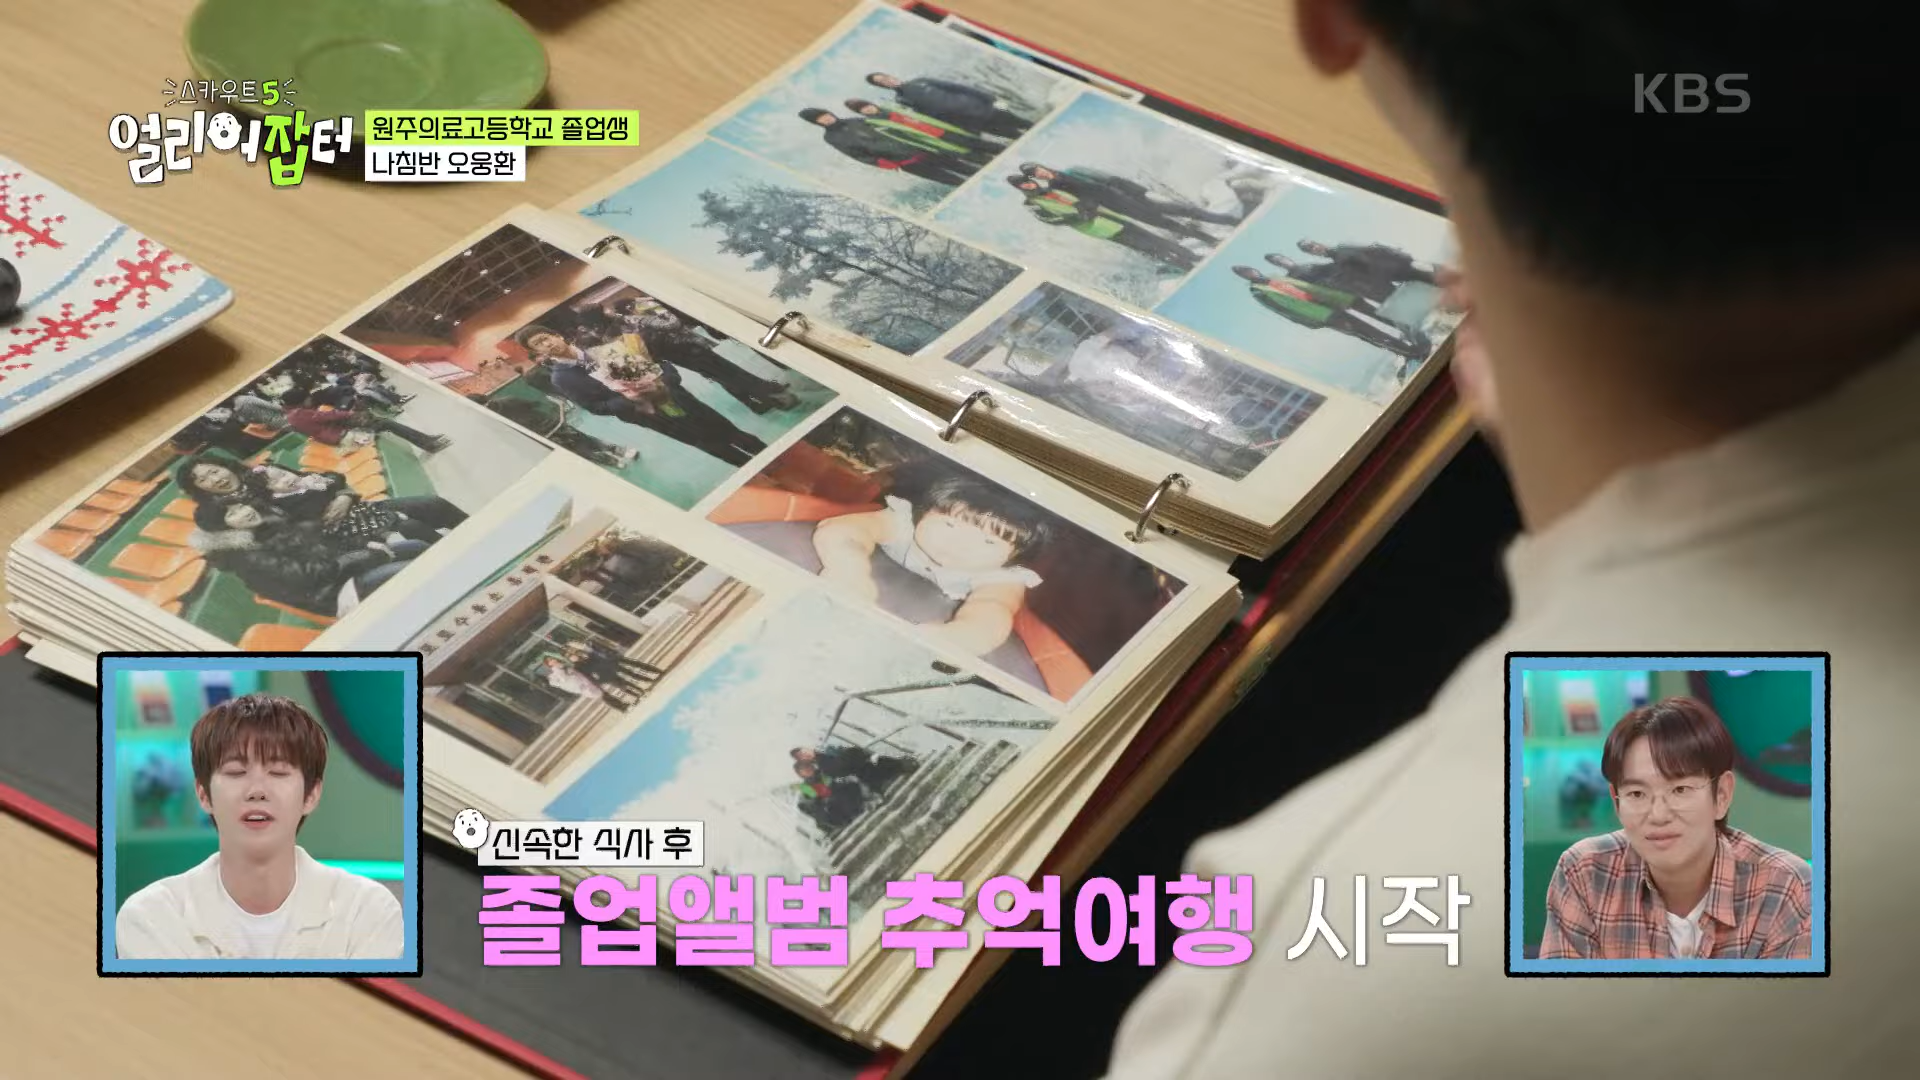 스카우트5
얼리어잡터
원주의료고등학교 졸업생
나침반 오웅환
KBS
신속한 식사 후
졸업앨범 추억여행 시작